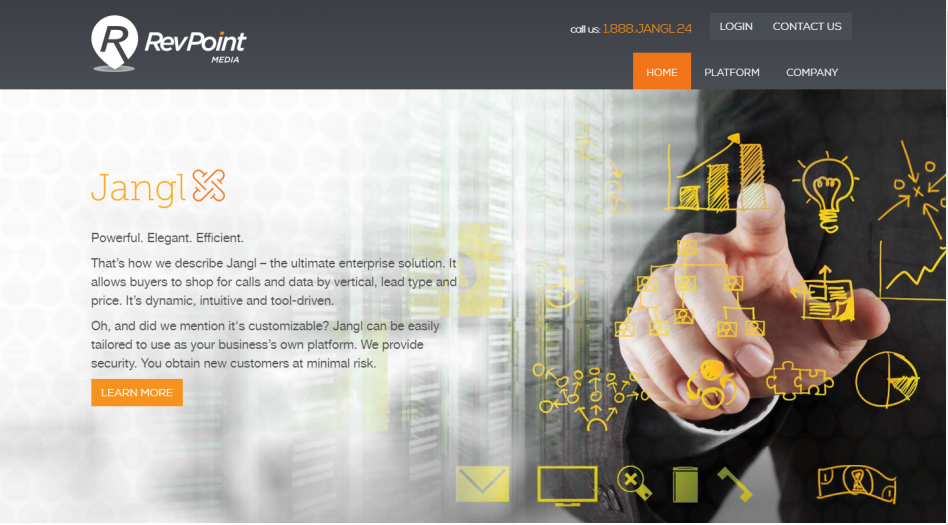 RevPoint
MEDIA
call us: 1.888.JANGL 24
LOGIN
CONTACT US
HOME
PLATFORM
COMPANY
Jangl
Powerful. Elegant. Efficient.
That's how we describe Jangl – the ultimate enterprise solution. It
allows buyers to shop for calls and data by vertical, lead type and
price. It's dynamic, intuitive and tool-driven.
Oh, and did we mention it's customizable? Jangl can be easily
tailored to use as your business's own platform. We provide
security. You obtain new customers at minimal risk.
LEARN MORE